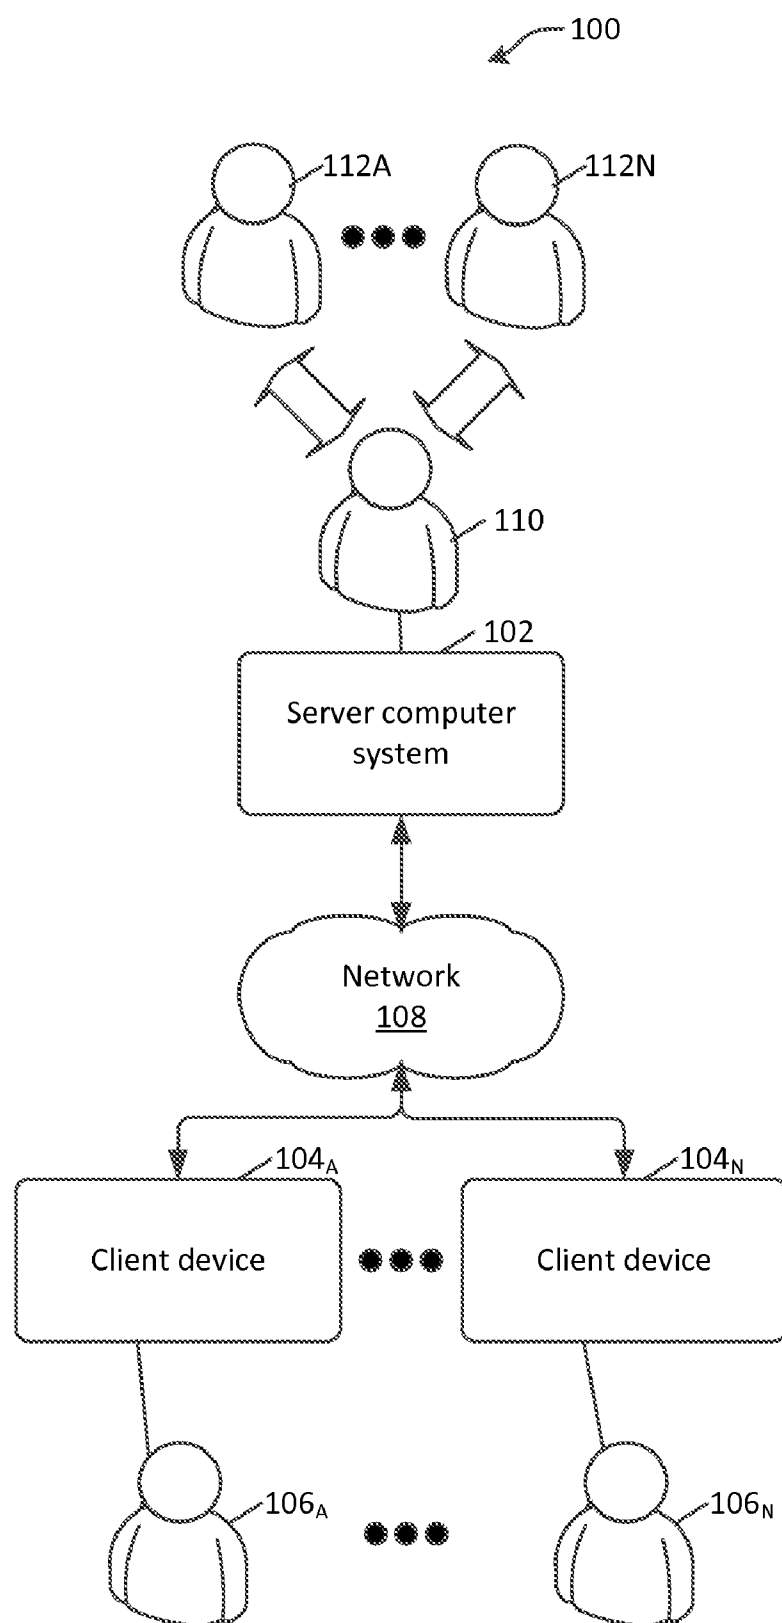 100
112A
112N
110
102
Server computer
system
Network
108
104A
104N
Client device
Client device
106A
106N